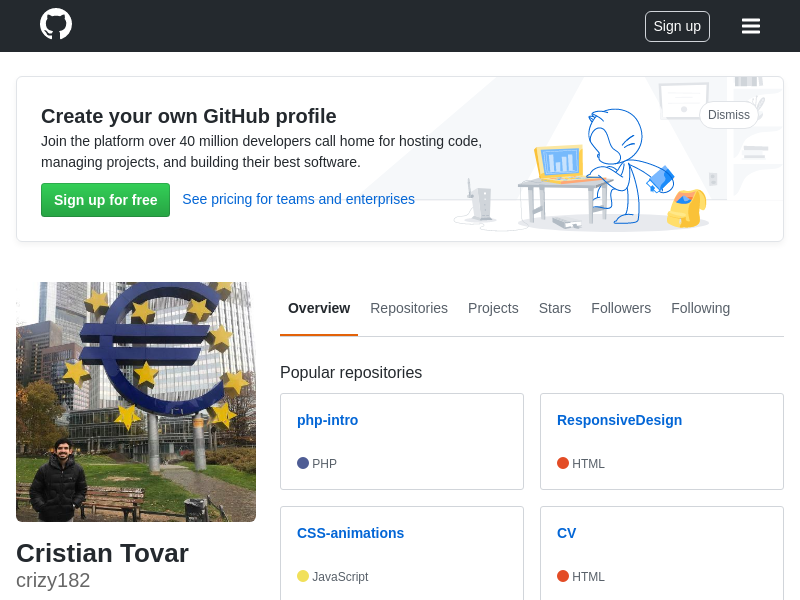 Sign up
Create your own GitHub profile
Dismiss
Join the platform over 40 million developers call home for hosting code,
managing projects, and building their best software.
Sign up for free
See pricing for teams and enterprises
Overview Repositories Projects Stars Followers Following
Popular repositories
php-intro
PHP
ResponsiveDesign
HTML
CSS-animations
JavaScript
CV
HTML
Cristian Tovar
crizy182